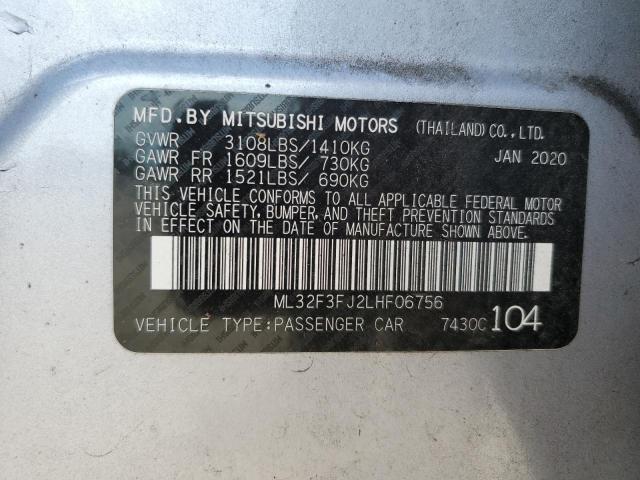 MFD.BY MITSUBISHI MOTORS (THAILAND) CO.,LTD.
GVWR 3108LBS/1410KG JAN 2020
GAWR FR 1609LBS/ 730KG
GAWR RR 1521LBS/ 690KG
THIS VEHICLE CONFORMS TO ALL APPLICABLE FEDERAL MOTOR
VEHICLE SAFETY, BUMPER, AND THEFT PREVENTION STANDARDS
IN EFFECT ON THE DATE OF MANUFACTURE SHOWN ABOVE.
ML32F3FJ2LHF06756
VEHICLE TYPE:PASSENGER CAR 7430C 104